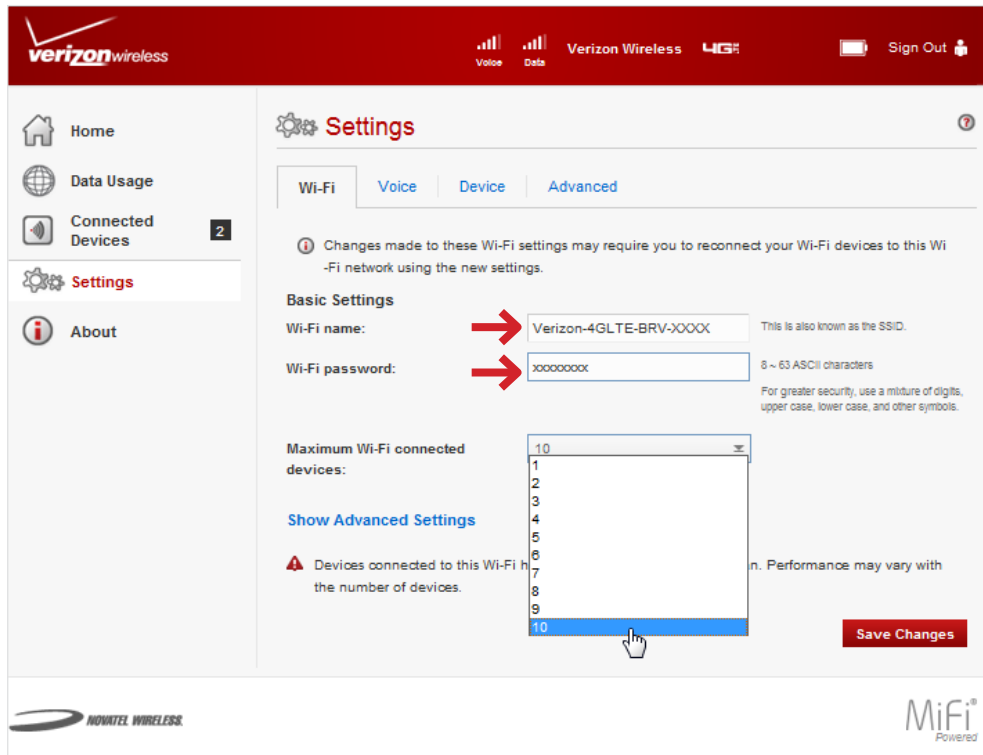 verizonwireless
Voice
Data
Verizon Wireless
4G LTE
Sign Out
Home
Data Usage
Connected
Devices
2
Settings
About
Settings
Wi-Fi
Voice
Device
Advanced
Changes made to these Wi-Fi settings may require you to reconnect your Wi-Fi devices to this Wi
-Fi network using the new settings.
Basic Settings
Wi-Fi name:
Verizon-4GLTE-BRV-XXXX
This is also known as the SSID.
Wi-Fi password:
xxxxxxxx
8 ~ 63 ASCII characters
For greater security, use a mixture of digits,
upper case, lower case, and other symbols.
Maximum Wi-Fi connected
devices:
10
1
2
3
4
5
6
7
8
9
10
Show Advanced Settings
Devices connected to this Wi-Fi h n. Performance may vary with
the number of devices.
Save Changes
NOVATEL WIRELESS.
MiFi®
Powered